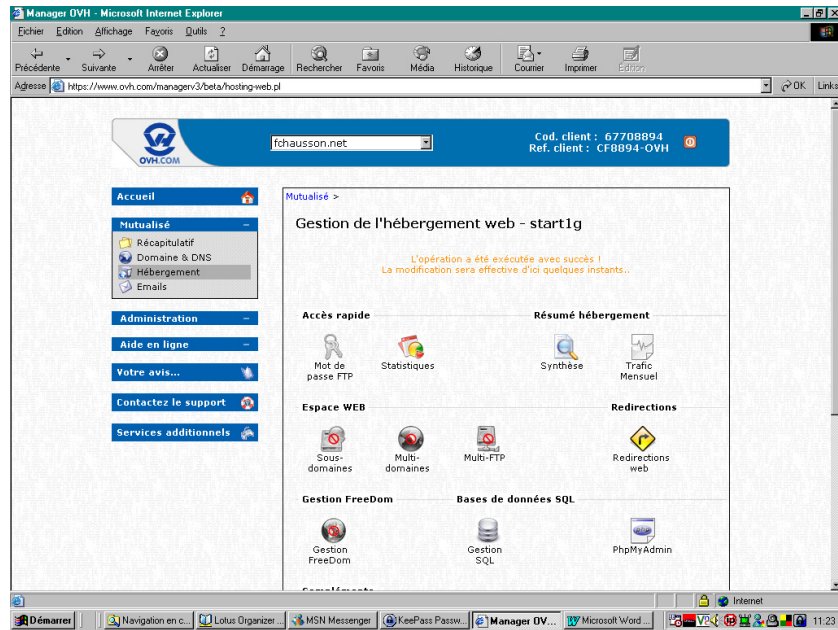 Manager OVH - Microsoft Internet Explorer
Fichier Edition Affichage Favoris Outils ?
Précédente Suivante Arrêter Actualiser Démarrage Rechercher Favoris Média Historique Courrier Imprimer Edition
Adresse https://www.ovh.com/managerv3/beta/hosting-web.pl OK Links
OVH.COM
fchausson.net
Cod. client : 67708894
Ref. client : CF8894-OVH
Accueil
Mutualisé
Récapitulatif
Domaine & DNS
Hébergement
Emails
Administration
Aide en ligne
Votre avis...
Contactez le support
Services additionnels
Mutualisé >
Gestion de l'hébergement web - start1g
L'opération a été exécutée avec succès !
La modification sera effective d'ici quelques instants..
Accès rapide Résumé hébergement
Mot de passe FTP
Statistiques
Synthèse
Trafic Mensuel
Espace WEB Redirections
Sous-domaines
Multi-domaines
Multi-FTP
Redirections web
Gestion FreeDom Bases de données SQL
Gestion FreeDom
Gestion SQL
PhpMyAdmin
Compléments
Internet
Démarrer Navigation en c... Lotus Organizer ... MSN Messenger KeePass Passw... Manager OV... Microsoft Word ... 11:23